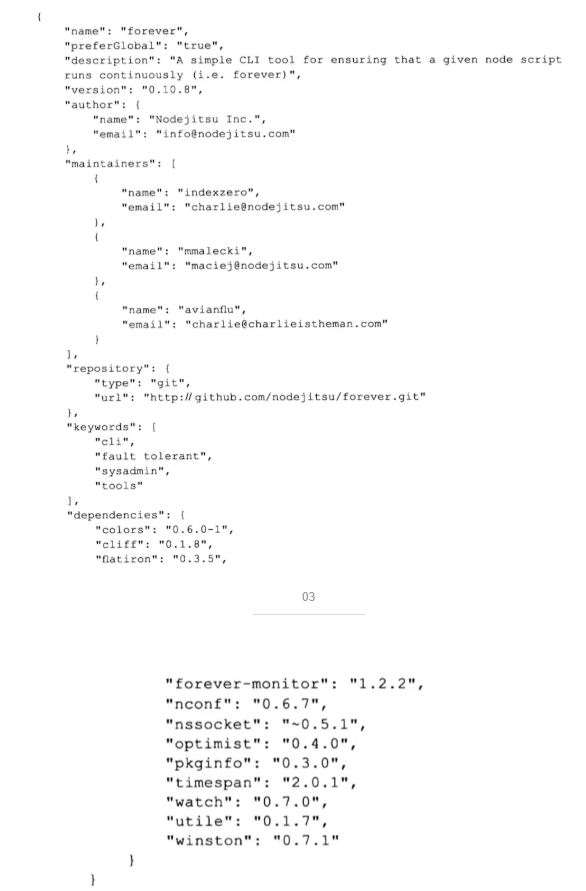 {
"name": "forever",
"preferGlobal": "true",
"description": "A simple CLI tool for ensuring that a given node script
runs continuously (i.e. forever)",
"version": "0.10.8",
"author": {
"name": "Nodejitsu Inc.",
"email": "info@nodejitsu.com"
},
"maintainers": [
{
"name": "indexzero",
"email": "charlie@nodejitsu.com"
},
{
"name": "mmalecki",
"email": "maciej@nodejitsu.com"
},
{
"name": "avianflu",
"email": "charlie@charlieistheman.com"
}
],
"repository": {
"type": "git",
"url": "http://github.com/nodejitsu/forever.git"
},
"keywords": [
"cli",
"fault tolerant",
"sysadmin",
"tools"
],
"dependencies": {
"colors": "0.6.0-1",
"cliff": "0.1.8",
"flatiron": "0.3.5",
03
"forever-monitor": "1.2.2",
"nconf": "0.6.7",
"nssocket": "~0.5.1",
"optimist": "0.4.0",
"pkginfo": "0.3.0",
"timespan": "2.0.1",
"watch": "0.7.0",
"utile": "0.1.7",
"winston": "0.7.1"
}
}